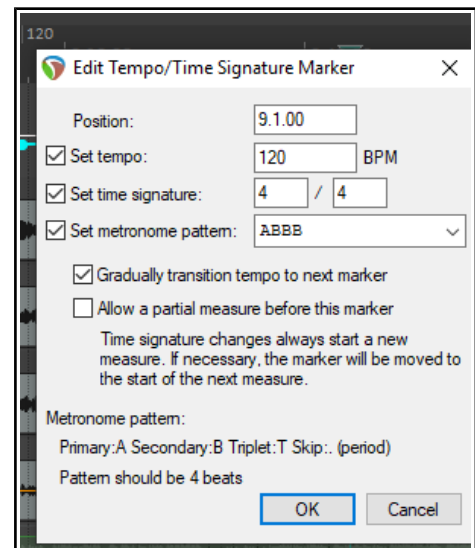 120
Edit Tempo/Time Signature Marker
Position: 9.1.00
Set tempo: 120 BPM
Set time signature: 4 / 4
Set metronome pattern: ABBB
Gradually transition tempo to next marker
Allow a partial measure before this marker
Time signature changes always start a new
measure. If necessary, the marker will be moved to
the start of the next measure.
Metronome pattern:
Primary:A Secondary:B Triplet:T Skip:. (period)
Pattern should be 4 beats
OK Cancel